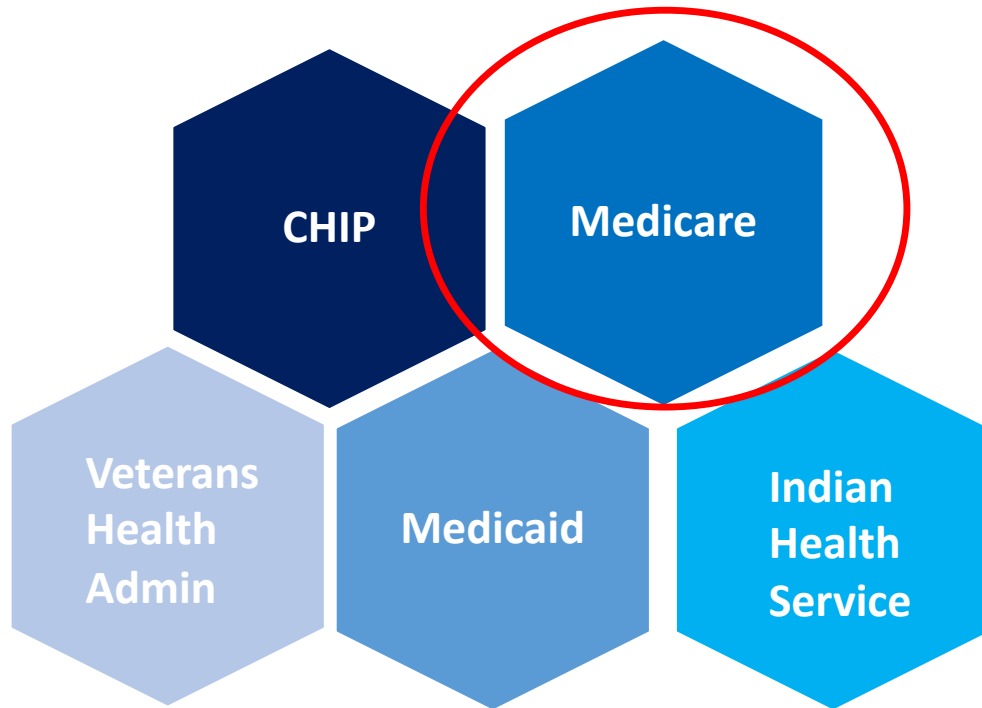 CHIP
Medicare
Veterans
Health
Admin
Medicaid
Indian
Health
Service